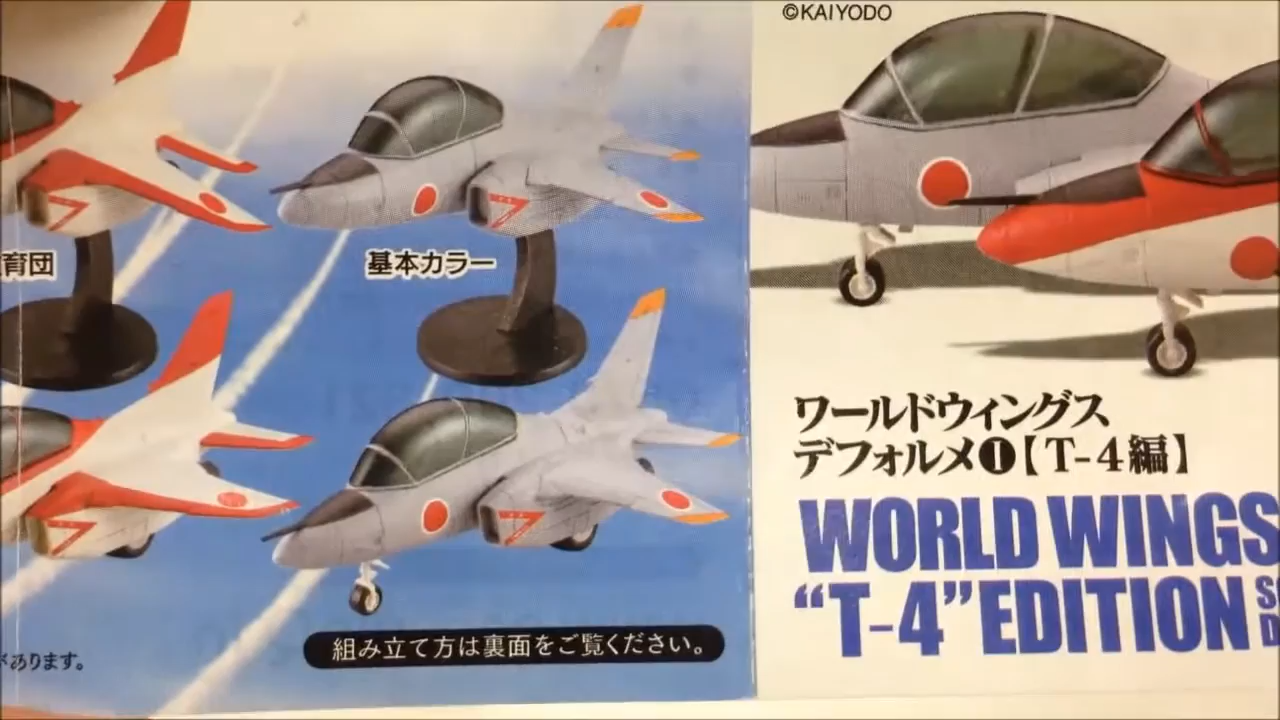 育団
基本カラー
があります。
組み立て方は裏面をご覧ください。
©KAIYODO
ワールドウィングス
デフォルメ❶【T-4編】
WORLD WINGS
“T-4” EDITION